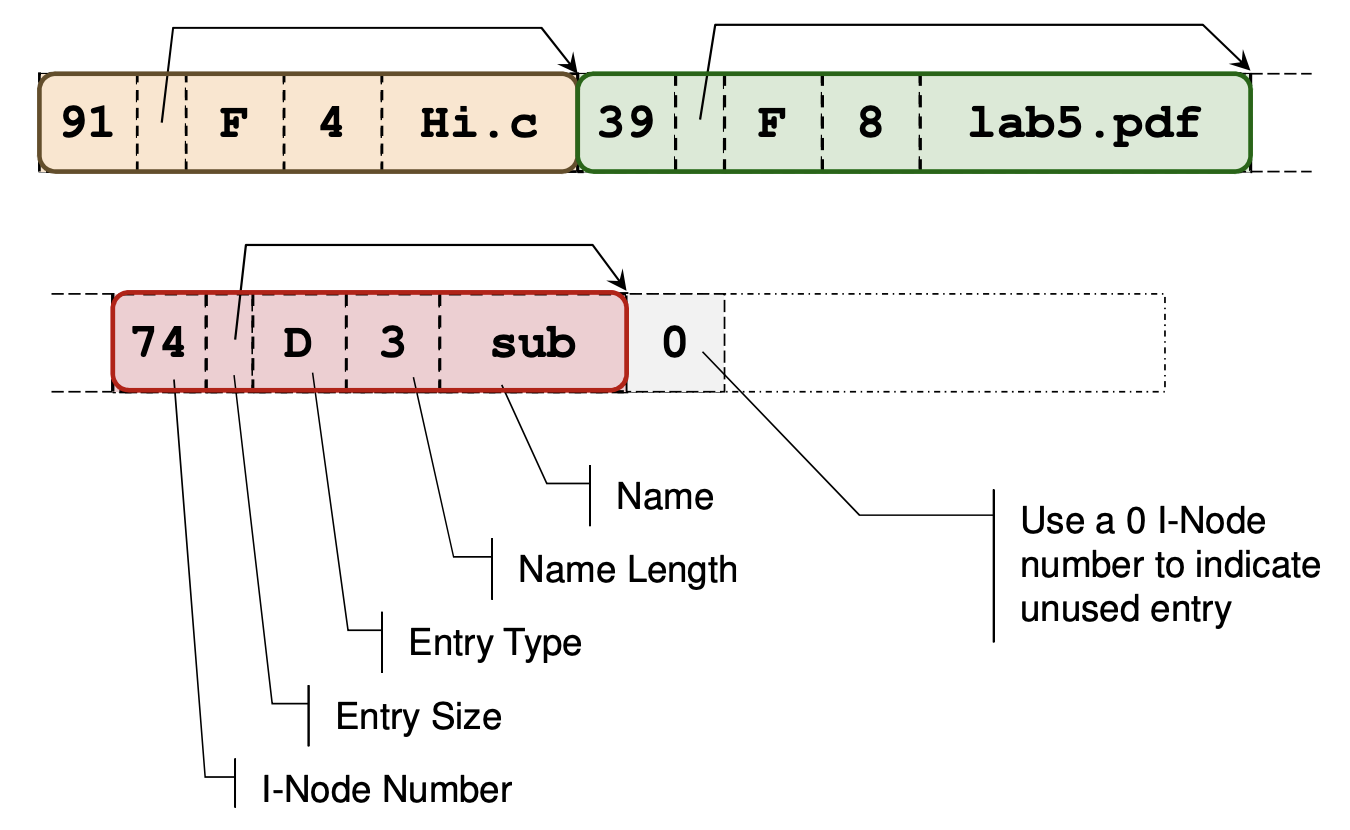 91 F 4 Hi.c 39 F 8 lab5.pdf
74 D 3 sub 0
Name
Name Length
Entry Type
Entry Size
I-Node Number
Use a 0 I-Node
number to indicate
unused entry